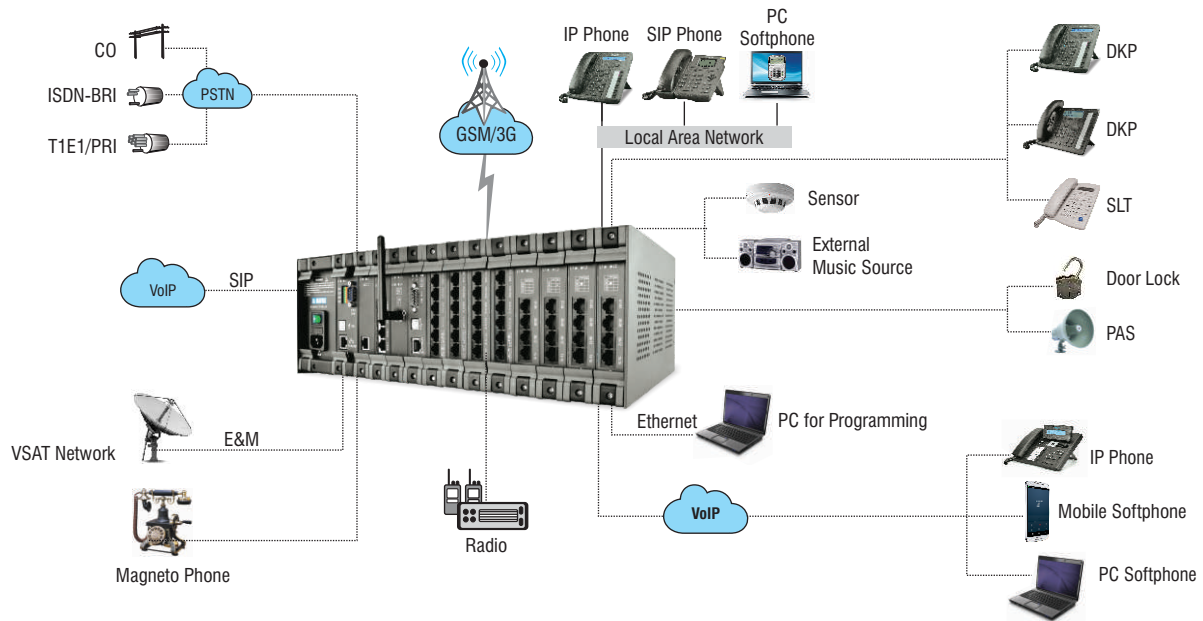 CO
ISDN-BRI
T1E1/PRI
PSTN
GSM/3G
IP Phone
SIP Phone
PC
Softphone
Local Area Network
DKP
DKP
SLT
Sensor
External
Music Source
VoIP
SIP
Door Lock
PAS
VSAT Network
E&M
Magneto Phone
Radio
Ethernet
PC for Programming
VoIP
IP Phone
Mobile Softphone
PC Softphone